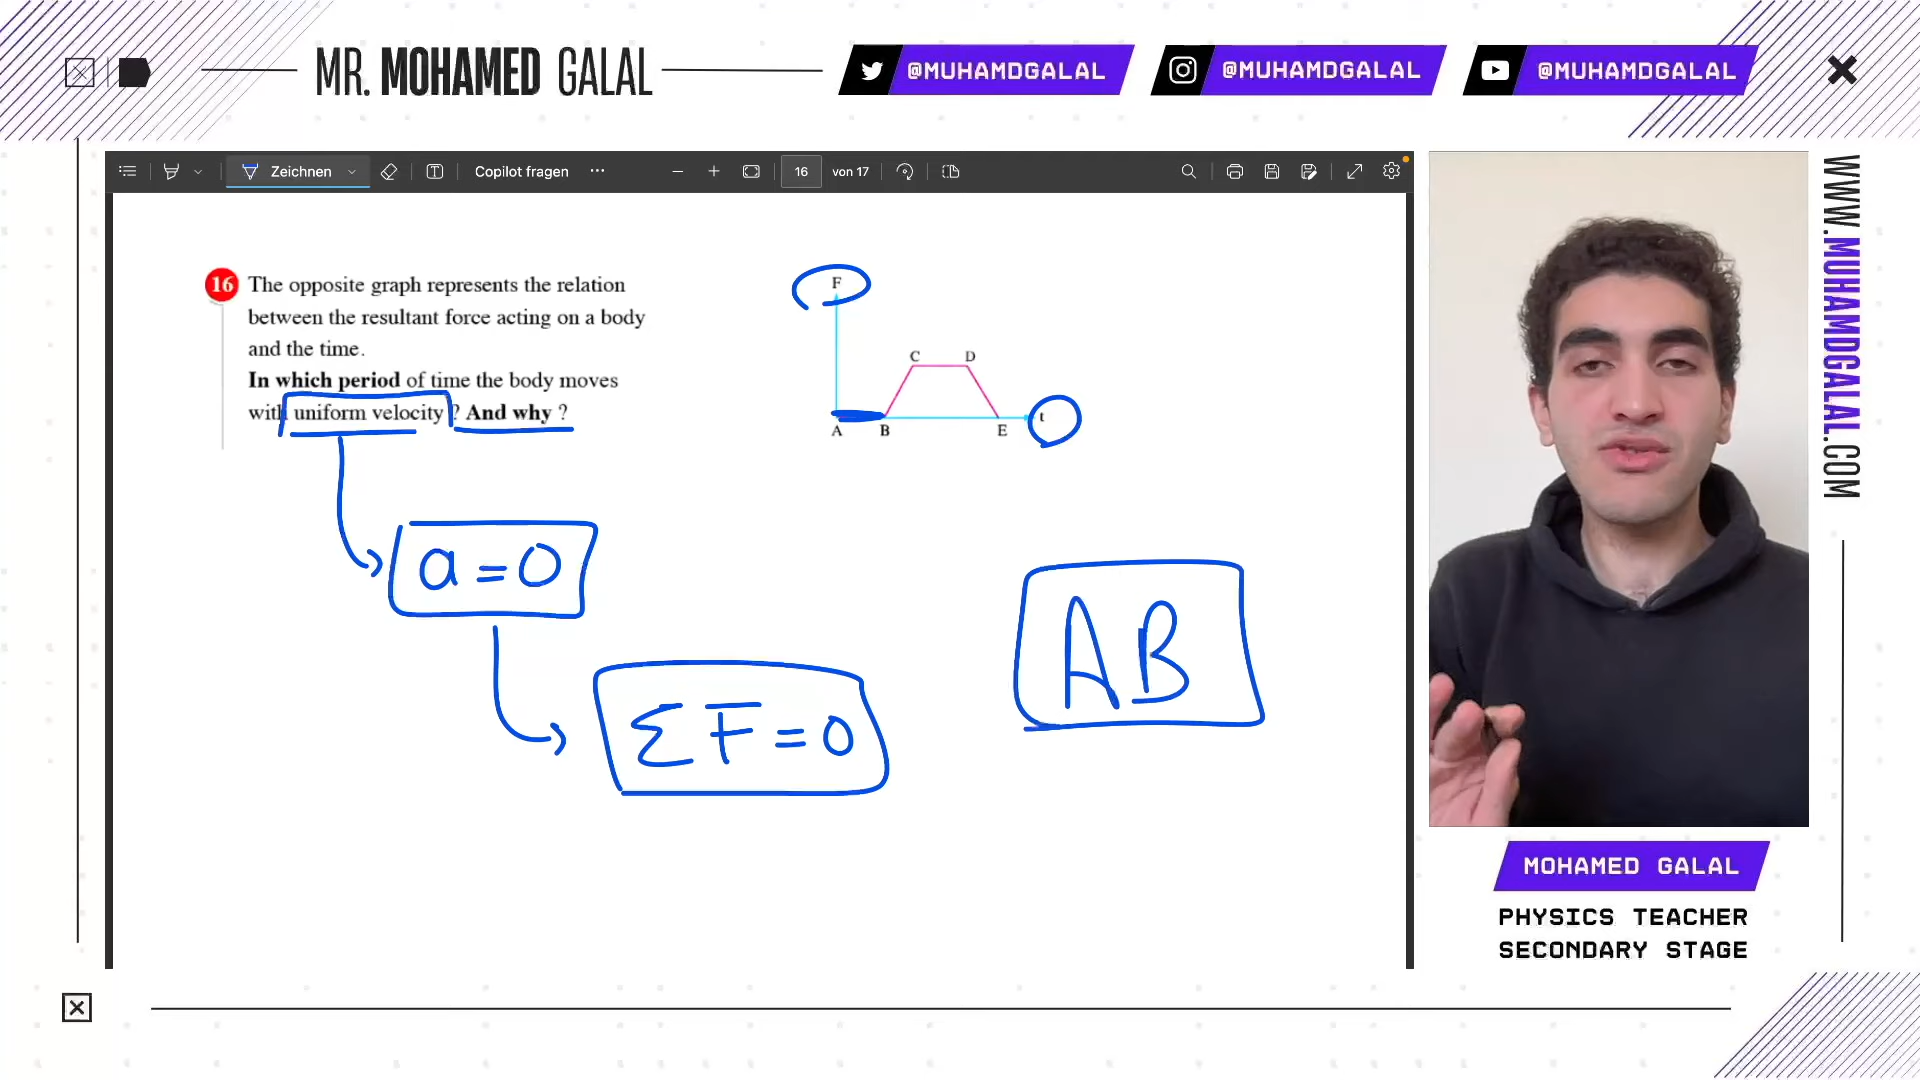 MR. MOHAMED GALAL
@MUHAMDGALAL
@MUHAMDGALAL
@MUHAMDGALAL
Zeichnen
Copilot fragen
16 von 17
16 The opposite graph represents the relation
between the resultant force acting on a body
and the time.
In which period of time the body moves
with uniform velocity ? And why ?
F
C D
A B E t
a = 0
Σ F = 0
AB
WWW.MUHAMDGALAL.COM
MOHAMED GALAL
PHYSICS TEACHER
SECONDARY STAGE